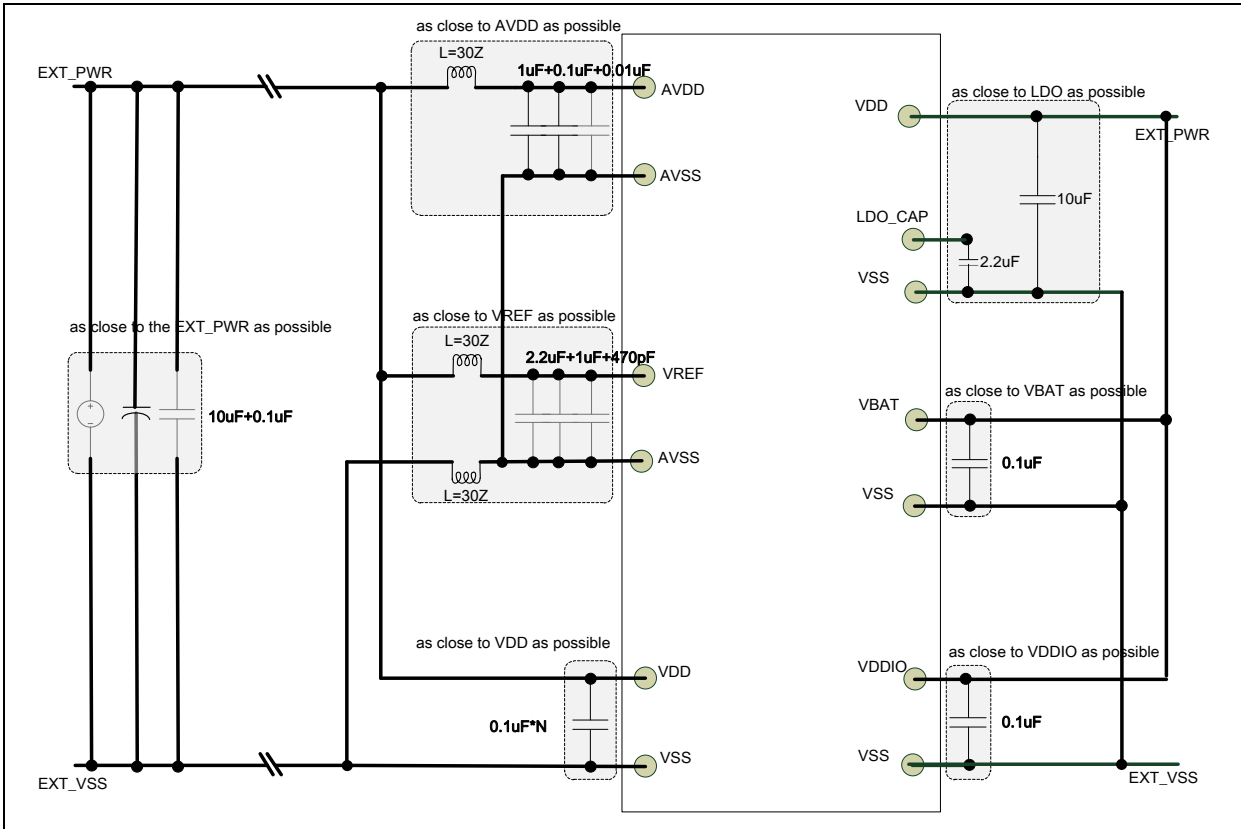 as close to AVDD as possible
L=30Z
EXT_PWR
1uF+0.1uF+0.01uF
AVDD
AVSS
as close to the EXT_PWR as possible
+
-
10uF+0.1uF
as close to VREF as possible
L=30Z
2.2uF+1uF+470pF
VREF
AVSS
L=30Z
as close to VDD as possible
VDD
0.1uF*N
VSS
EXT_VSS
VDD
as close to LDO as possible
EXT_PWR
10uF
LDO_CAP
2.2uF
VSS
as close to VBAT as possible
VBAT
0.1uF
VSS
as close to VDDIO as possible
VDDIO
0.1uF
VSS
EXT_VSS